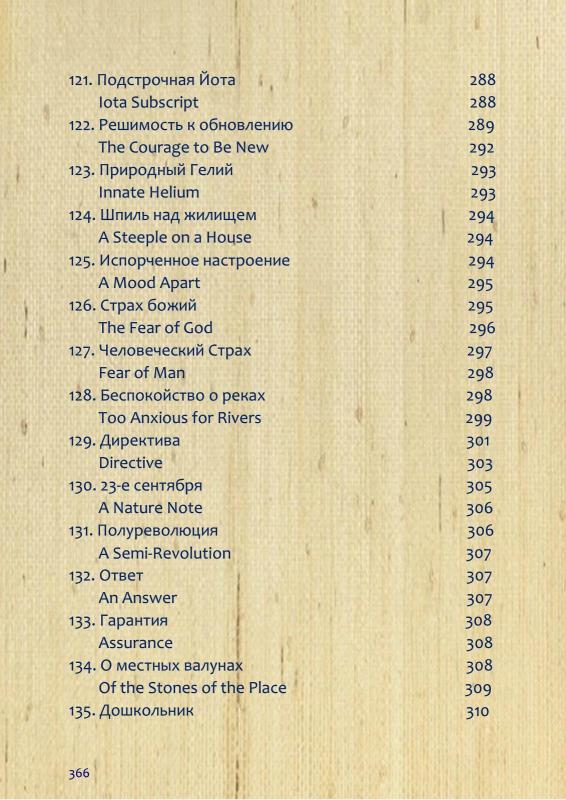 121. Подстрочная Йота 288
Iota Subscript 288
122. Решимость к обновлению 289
The Courage to Be New 292
123. Природный Гелий 293
Innate Helium 293
124. Шпиль над жилищем 294
A Steeple on a House 294
125. Испорченное настроение 294
A Mood Apart 295
126. Страх божий 295
The Fear of God 296
127. Человеческий Страх 297
Fear of Man 298
128. Беспокойство о реках 298
Too Anxious for Rivers 299
129. Директива 301
Directive 303
130. 23-е сентября 305
A Nature Note 306
131. Полуреволюция 306
A Semi-Revolution 307
132. Ответ 307
An Answer 307
133. Гарантия 308
Assurance 308
134. О местных валунах 308
Of the Stones of the Place 309
135. Дошкольник 310
366